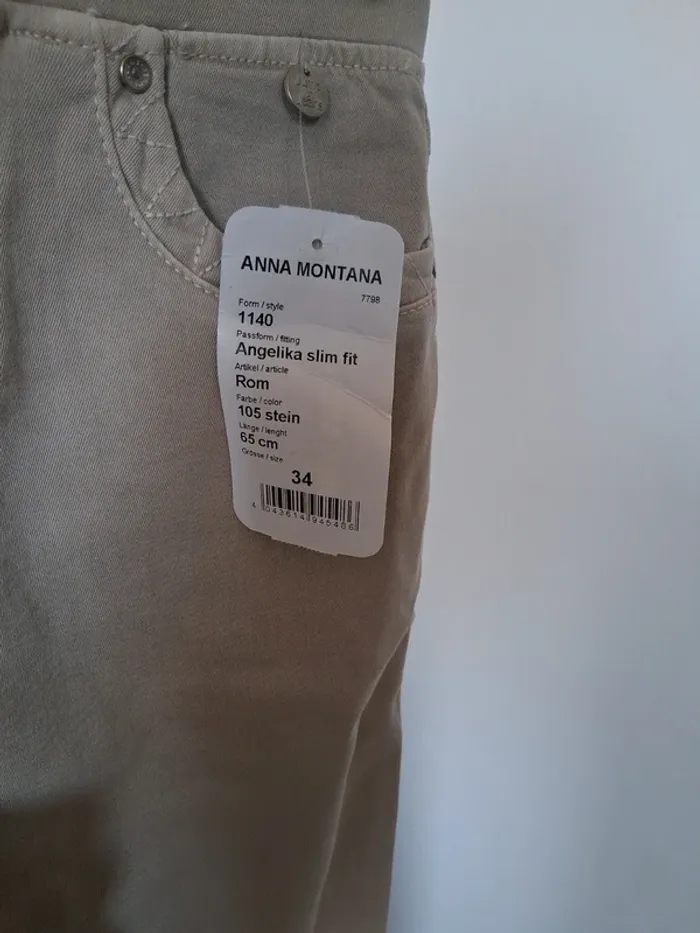 ANNA MONTANA
7798
Form / style
1140
Passform / fitting
Angelika slim fit
Artikel / article
Rom
Farbe / color
105 stein
Länge / lenght
65 cm
Grösse / size
34
4 043614 945486